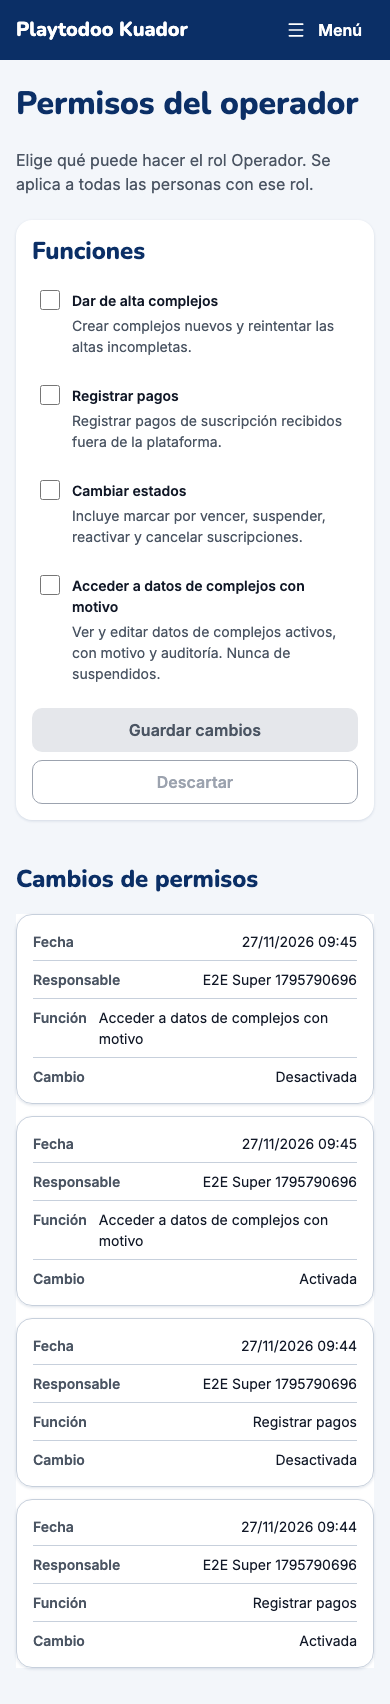 Playtodoo Kuador
Menú
Permisos del operador
Elige qué puede hacer el rol Operador. Se
aplica a todas las personas con ese rol.
Funciones
Dar de alta complejos
Crear complejos nuevos y reintentar las
altas incompletas.
Registrar pagos
Registrar pagos de suscripción recibidos
fuera de la plataforma.
Cambiar estados
Incluye marcar por vencer, suspender,
reactivar y cancelar suscripciones.
Acceder a datos de complejos con
motivo
Ver y editar datos de complejos activos,
con motivo y auditoría. Nunca de
suspendidos.
Guardar cambios
Descartar
Cambios de permisos
Fecha 27/11/2026 09:45
Responsable E2E Super 1795790696
Función Acceder a datos de complejos con
motivo
Cambio Desactivada
Fecha 27/11/2026 09:45
Responsable E2E Super 1795790696
Función Acceder a datos de complejos con
motivo
Cambio Activada
Fecha 27/11/2026 09:44
Responsable E2E Super 1795790696
Función Registrar pagos
Cambio Desactivada
Fecha 27/11/2026 09:44
Responsable E2E Super 1795790696
Función Registrar pagos
Cambio Activada